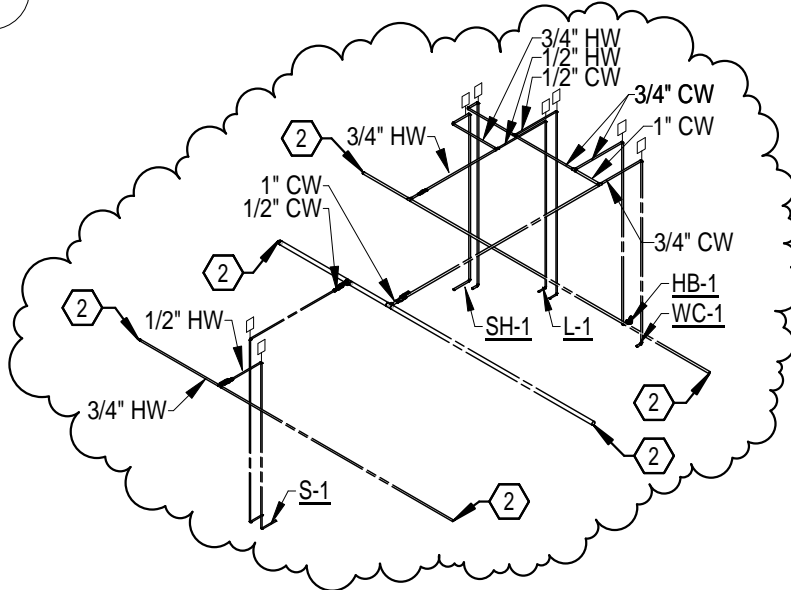 3/4" HW
1/2" HW
1/2" CW
3/4" CW
1" CW
3/4" HW
2
1" CW
1/2" CW
2
3/4" CW
HB-1
WC-1
SH-1
L-1
2
1/2" HW
3/4" HW
2
2
S-1
2